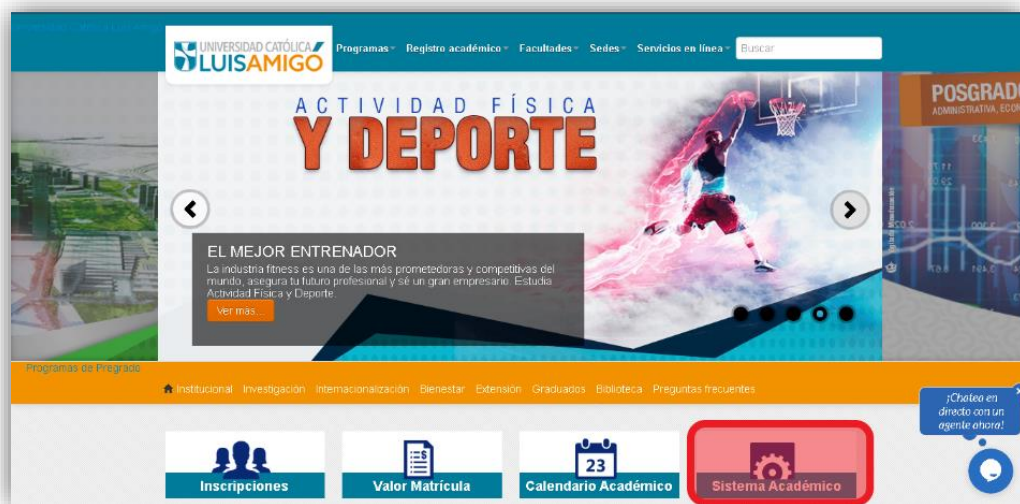 UNIVERSIDAD CATÓLICA
LUISAMIGÓ
Programas Registro académico Facultades Sedes Servicios en línea Buscar
ACTIVIDAD FÍSICA
Y DEPORTE
POSGRADO
ADMINISTRATIVA, ECON
EL MEJOR ENTRENADOR
La industria fitness es una de las más prometedoras y competitivas del
mundo, asegura tu futuro profesional y sé un gran empresario. Estudia
Actividad Física y Deporte.
Ver más...
Programas de Pregrado
Institucional Investigación Internacionalización Bienestar Extensión Graduados Biblioteca Preguntas frecuentes
¡Chatea en
directo con un
agente ahora!
23
Inscripciones Valor Matrícula Calendario Académico Sistema Académico